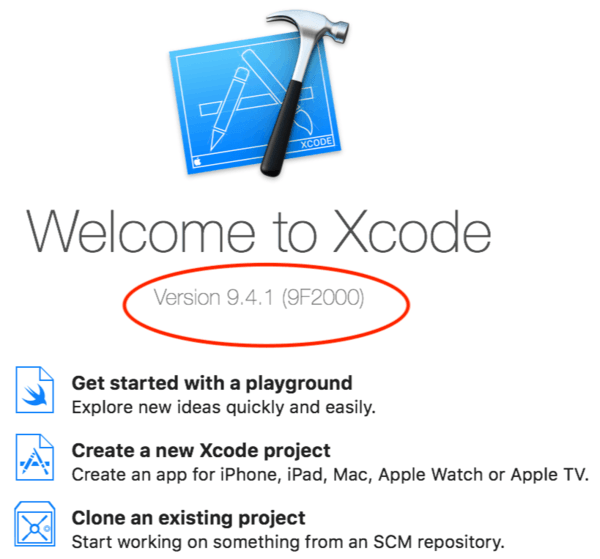 XCODE
Welcome to Xcode
Version 9.4.1 (9F2000)
Get started with a playground
Explore new ideas quickly and easily.
Create a new Xcode project
Create an app for iPhone, iPad, Mac, Apple Watch or Apple TV.
Clone an existing project
Start working on something from an SCM repository.